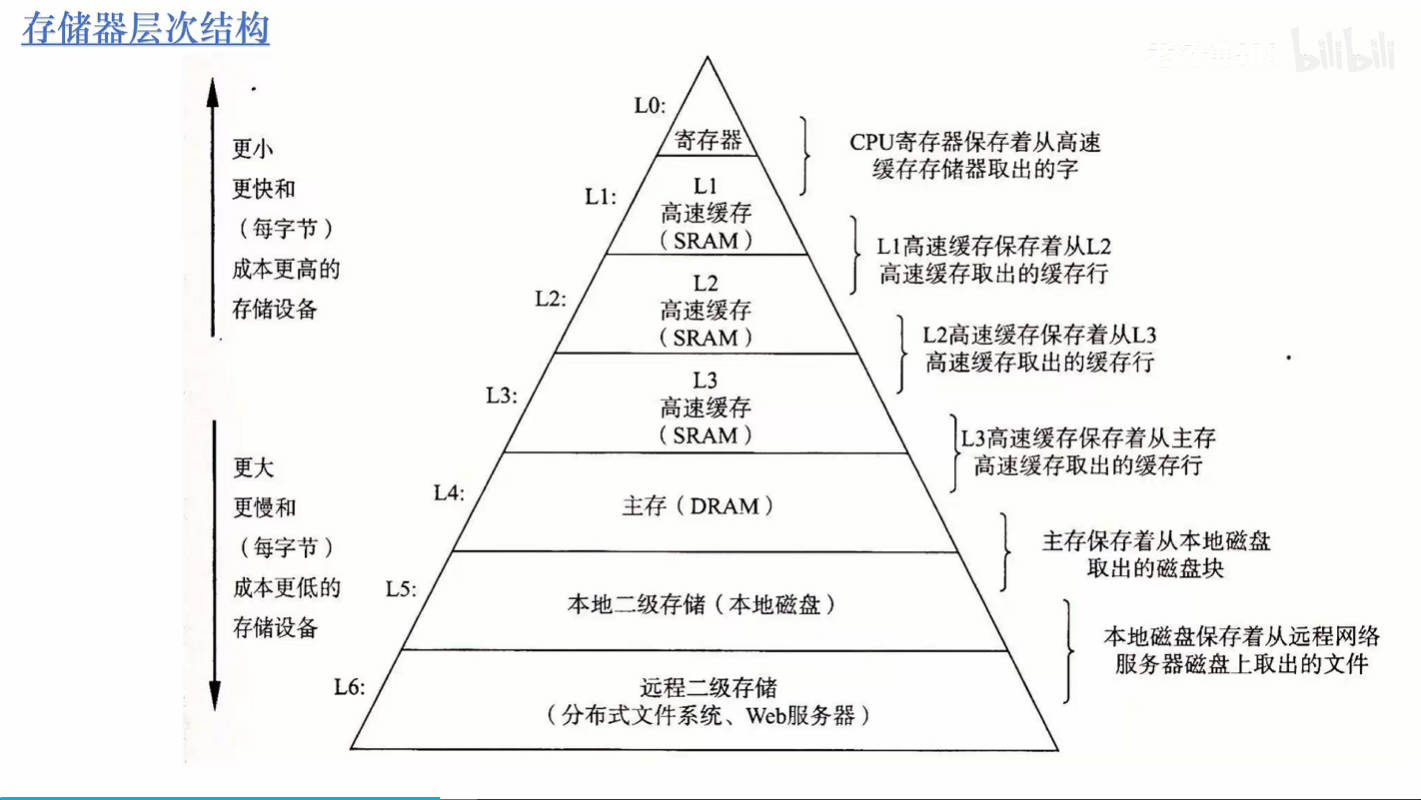 存储器层次结构
bilibili
更小
更快和
（每字节）
成本更高的
存储设备
更大
更慢和
（每字节）
成本更低的
存储设备
L0:
寄存器
L1:
L1
高速缓存
（SRAM）
L2:
L2
高速缓存
（SRAM）
L3:
L3
高速缓存
（SRAM）
L4:
主存（DRAM）
L5:
本地二级存储（本地磁盘）
L6:
远程二级存储
（分布式文件系统、Web服务器）
CPU寄存器保存着从高速
缓存存储器取出的字
L1高速缓存保存着从L2
高速缓存取出的缓存行
L2高速缓存保存着从L3
高速缓存取出的缓存行
L3高速缓存保存着从主存
高速缓存取出的缓存行
主存保存着从本地磁盘
取出的磁盘块
本地磁盘保存着从远程网络
服务器磁盘上取出的文件